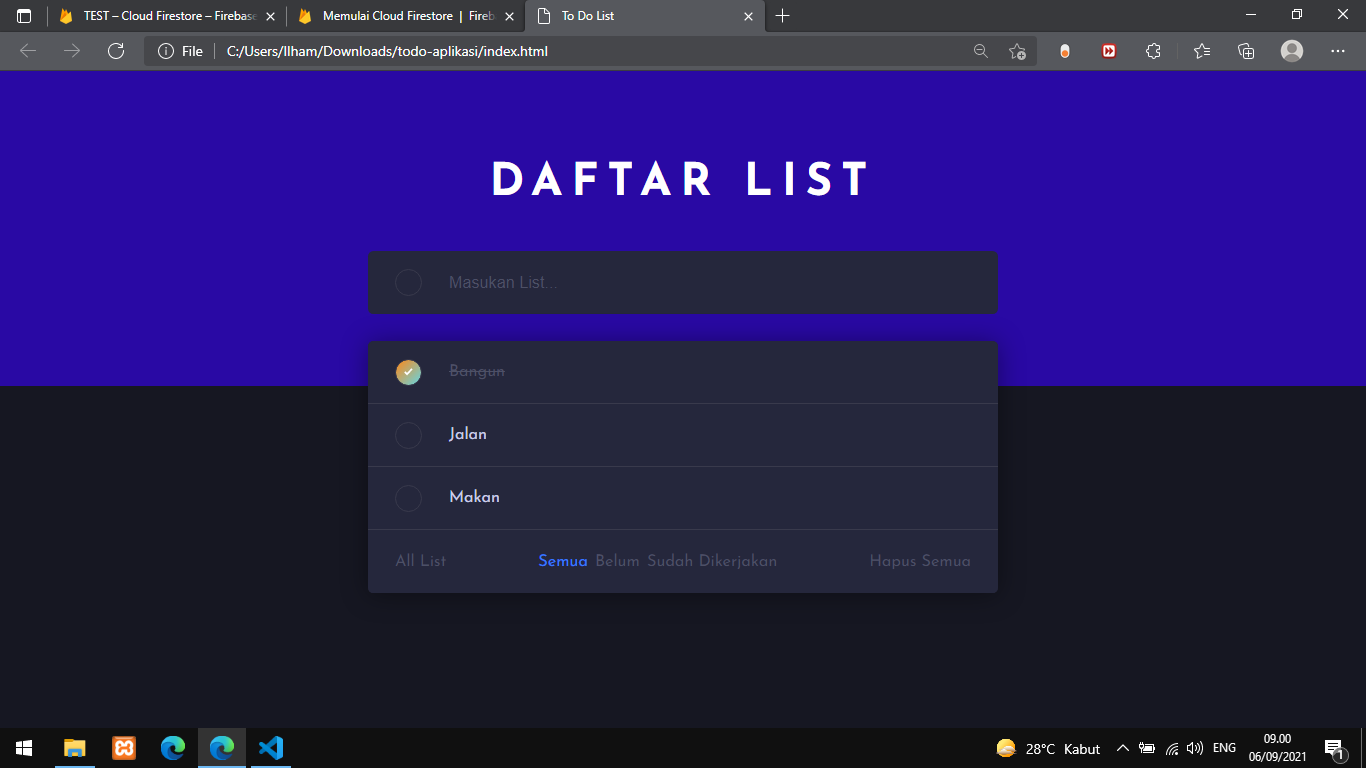 TEST – Cloud Firestore – Firebase
Memulai Cloud Firestore | Fireb
To Do List
File
C:/Users/Ilham/Downloads/todo-aplikasi/index.html
DAFTAR LIST
Masukan List...
Bangun
Jalan
Makan
All List
Semua Belum Sudah Dikerjakan
Hapus Semua
28°C Kabut
ENG
09.00
06/09/2021
1